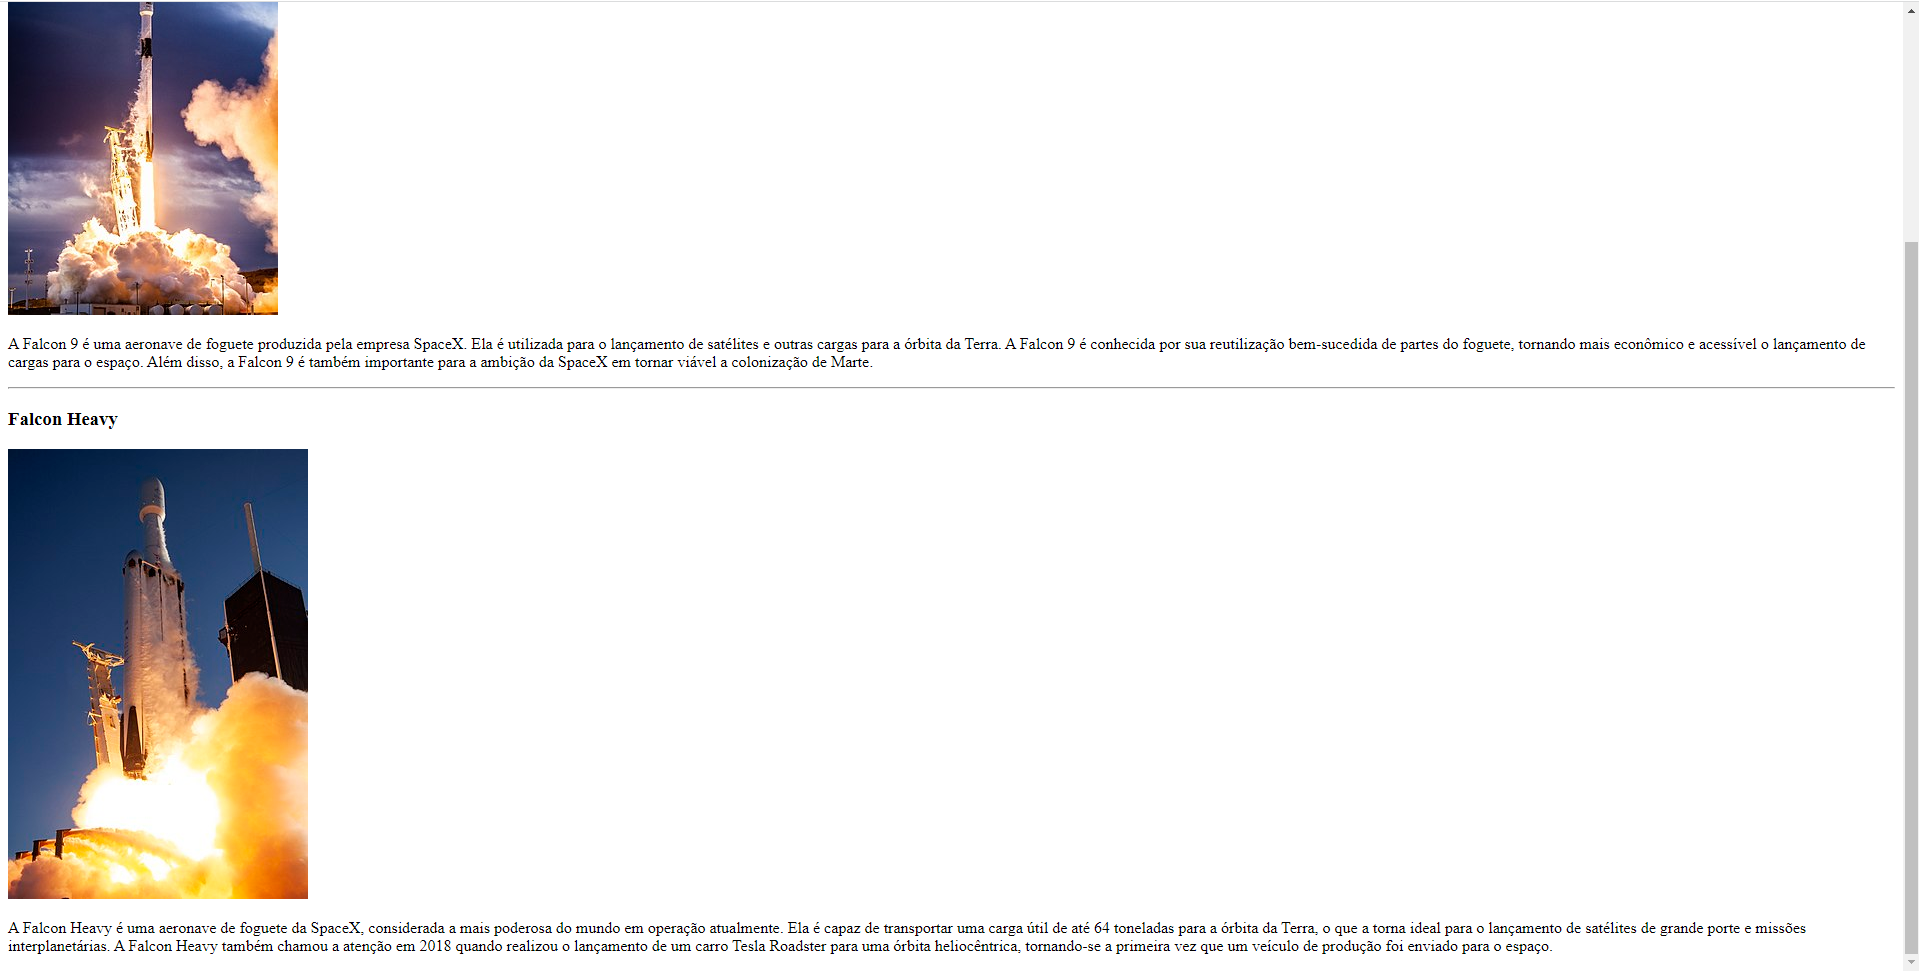 A Falcon 9 é uma aeronave de foguete produzida pela empresa SpaceX. Ela é utilizada para o lançamento de satélites e outras cargas para a órbita da Terra. A Falcon 9 é conhecida por sua reutilização bem-sucedida de partes do foguete, tornando mais econômico e acessível o lançamento de
cargas para o espaço. Além disso, a Falcon 9 é também importante para a ambição da SpaceX em tornar viável a colonização de Marte.
Falcon Heavy
A Falcon Heavy é uma aeronave de foguete da SpaceX, considerada a mais poderosa do mundo em operação atualmente. Ela é capaz de transportar uma carga útil de até 64 toneladas para a órbita da Terra, o que a torna ideal para o lançamento de satélites de grande porte e missões
interplanetárias. A Falcon Heavy também chamou a atenção em 2018 quando realizou o lançamento de um carro Tesla Roadster para uma órbita heliocêntrica, tornando-se a primeira vez que um veículo de produção foi enviado para o espaço.